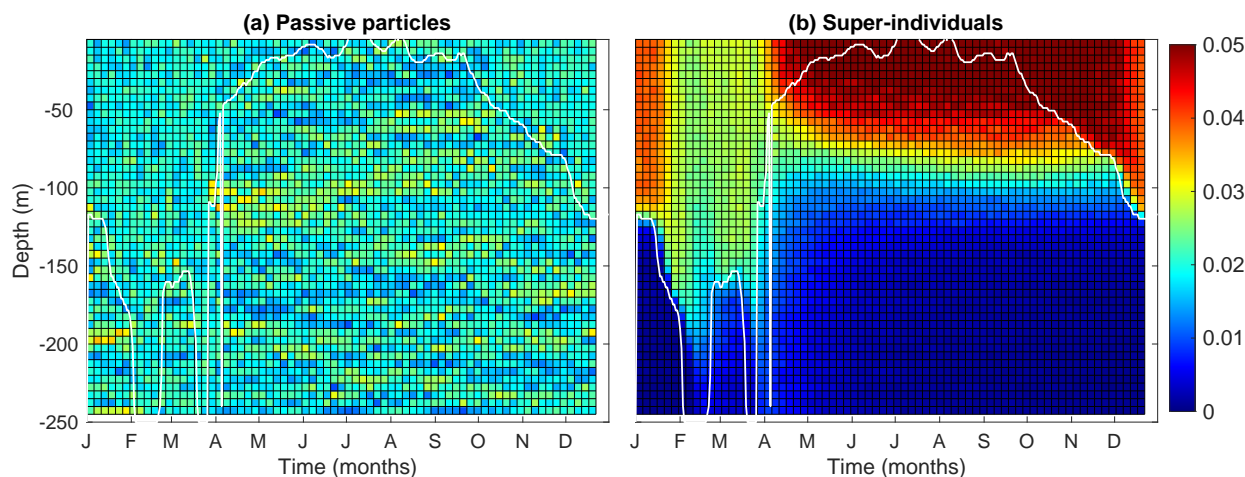 (a) Passive particles
(b) Super-individuals
Depth (m)
-50
-100
-150
-200
-250
J F M A M J J A S O N D
Time (months)
J F M A M J J A S O N D
Time (months)
0.05
0.04
0.03
0.02
0.01
0